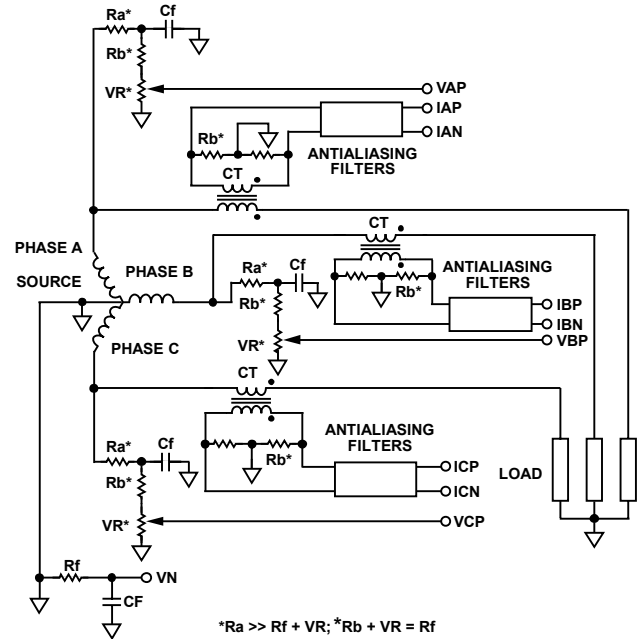 Ra*
Cf
Rb*
VR*
VAP
IAP
IAN
Rb*
ANTIALIASING
FILTERS
CT
PHASE A
SOURCE
PHASE B
PHASE C
CT
Ra*
Cf
Rb*
VR*
Rb*
ANTIALIASING
FILTERS
IBP
IBN
VBP
CT
Rb*
ANTIALIASING
FILTERS
ICP
ICN
VCP
Ra*
Cf
Rb*
VR*
LOAD
Rf
VN
CF
*Ra >> Rf + VR; *Rb + VR = Rf